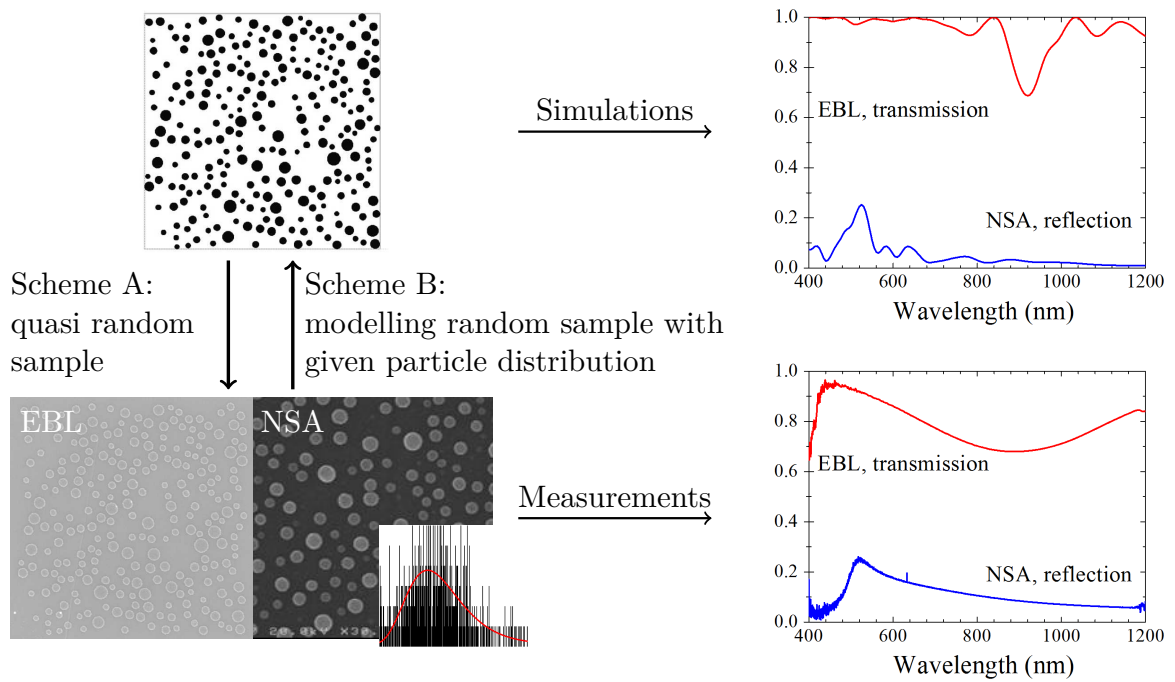 Simulations
1.0
0.8
0.6
0.4
0.2
0.0
EBL, transmission
NSA, reflection
400 600 800 1000 1200
Wavelength (nm)
Scheme A:
quasi random
sample
Scheme B:
modelling random sample with
given particle distribution
EBL
NSA
20.0kV X30.
Measurements
1.0
0.8
0.6
0.4
0.2
0.0
EBL, transmission
NSA, reflection
400 600 800 1000 1200
Wavelength (nm)